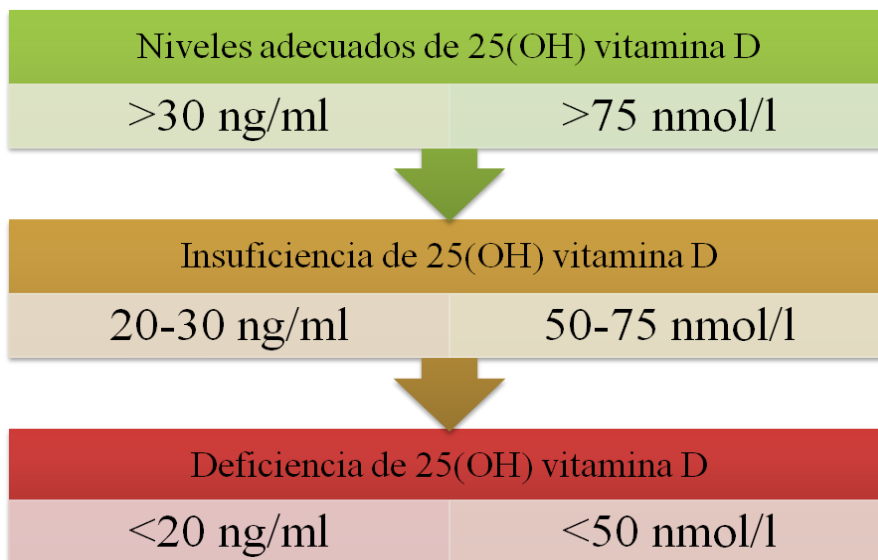 Niveles adecuados de 25(OH) vitamina D
>30 ng/ml >75 nmol/l
Insuficiencia de 25(OH) vitamina D
20-30 ng/ml 50-75 nmol/l
Deficiencia de 25(OH) vitamina D
<20 ng/ml <50 nmol/l